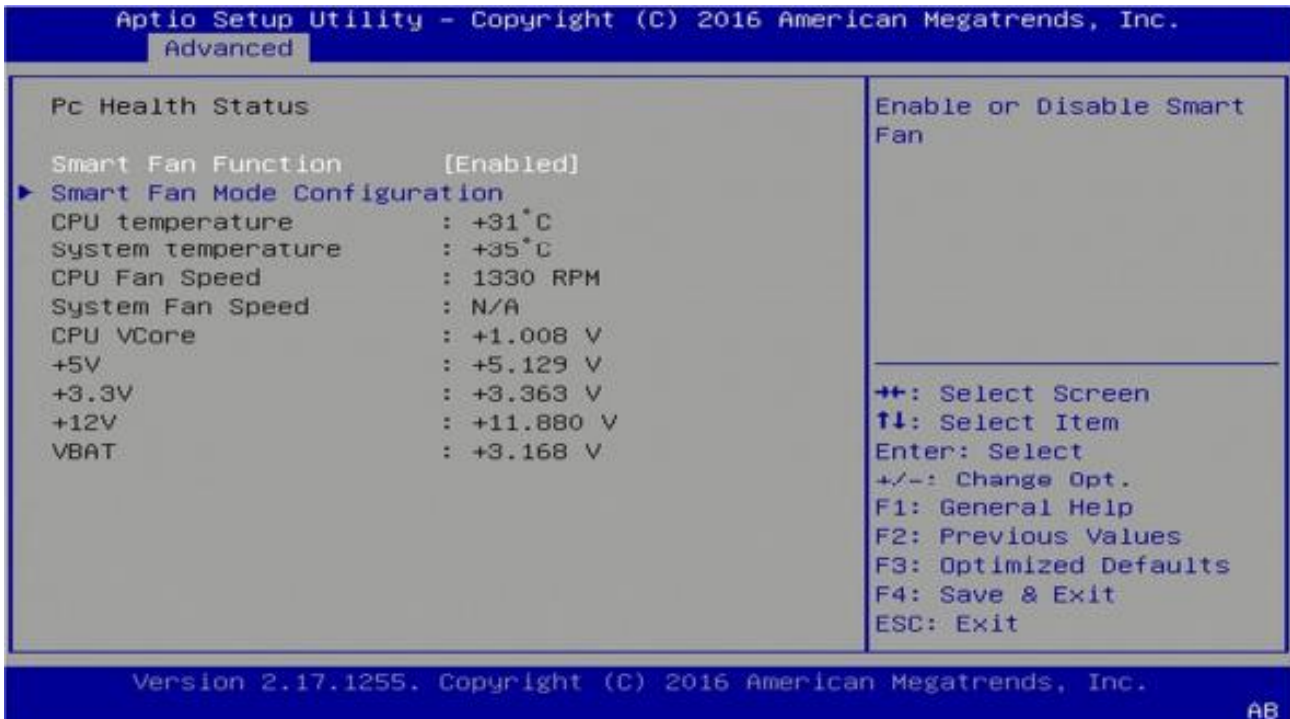 Aptio Setup Utility – Copyright (C) 2016 American Megatrends, Inc.
Advanced
Pc Health Status
Smart Fan Function [Enabled]
▶ Smart Fan Mode Configuration
CPU temperature : +31°C
System temperature : +35°C
CPU Fan Speed : 1330 RPM
System Fan Speed : N/A
CPU VCore : +1.008 V
+5V : +5.129 V
+3.3V : +3.363 V
+12V : +11.880 V
VBAT : +3.168 V
Enable or Disable Smart
Fan
→←: Select Screen
↑↓: Select Item
Enter: Select
+/-: Change Opt.
F1: General Help
F2: Previous Values
F3: Optimized Defaults
F4: Save & Exit
ESC: Exit
Version 2.17.1255. Copyright (C) 2016 American Megatrends, Inc.
AB